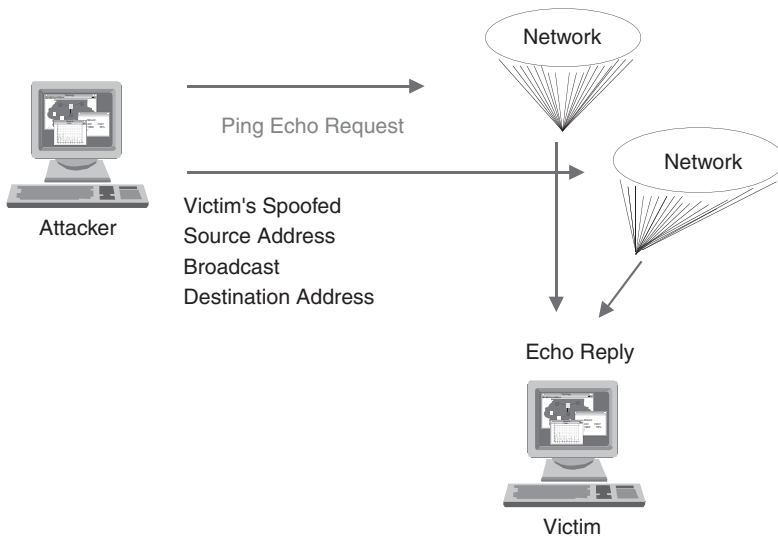 Network
Ping Echo Request
Network
Attacker
Victim's Spoofed
Source Address
Broadcast
Destination Address
Echo Reply
Victim